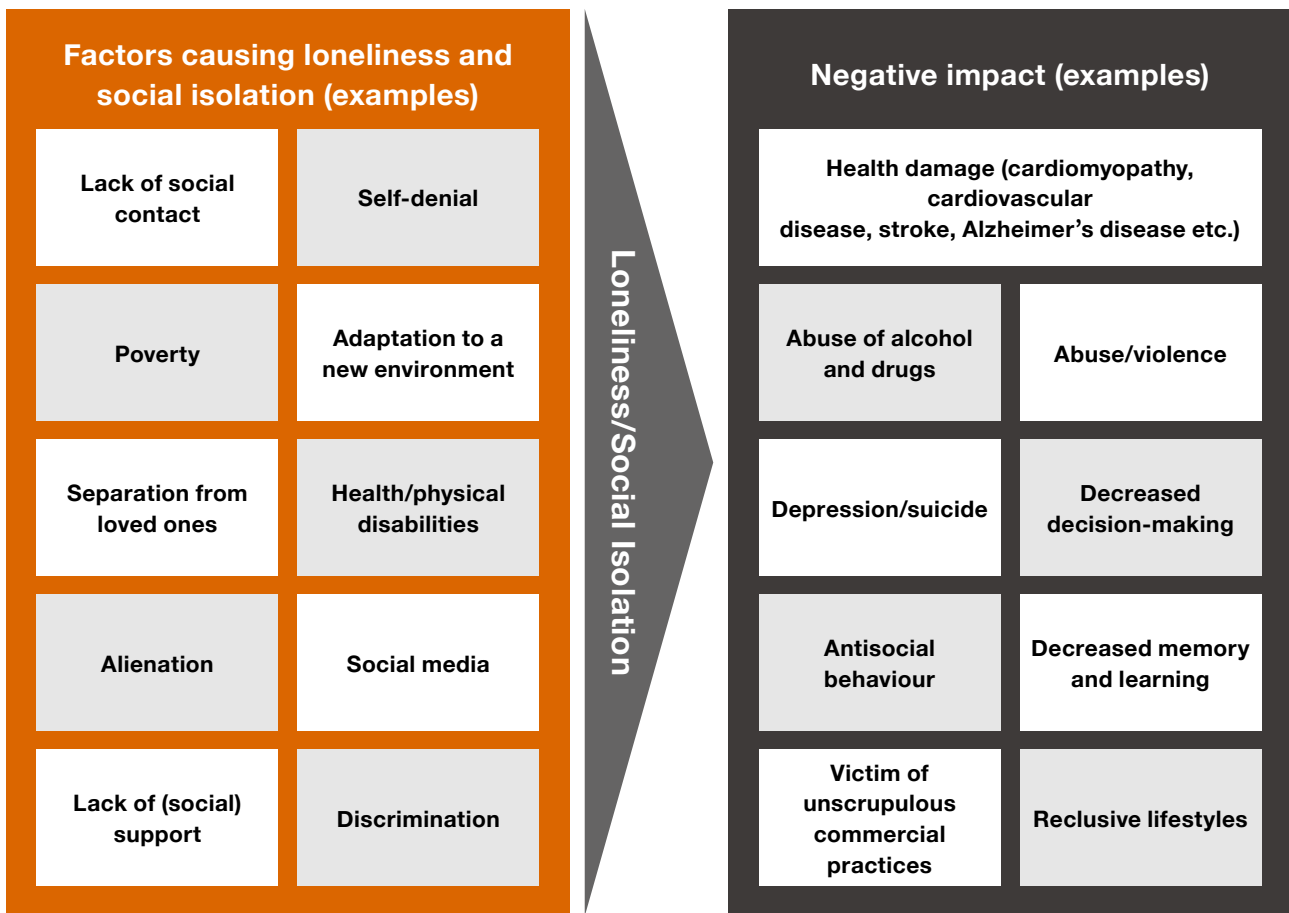 Factors causing loneliness and
social isolation (examples)
Lack of social
contact
Self-denial
Poverty
Adaptation to a
new environment
Separation from
loved ones
Health/physical
disabilities
Alienation
Social media
Lack of (social)
support
Discrimination
Loneliness/Social Isolation
Negative impact (examples)
Health damage (cardiomyopathy,
cardiovascular
disease, stroke, Alzheimer’s disease etc.)
Abuse of alcohol
and drugs
Abuse/violence
Depression/suicide
Decreased
decision-making
Antisocial
behaviour
Decreased memory
and learning
Victim of
unscrupulous
commercial
practices
Reclusive lifestyles